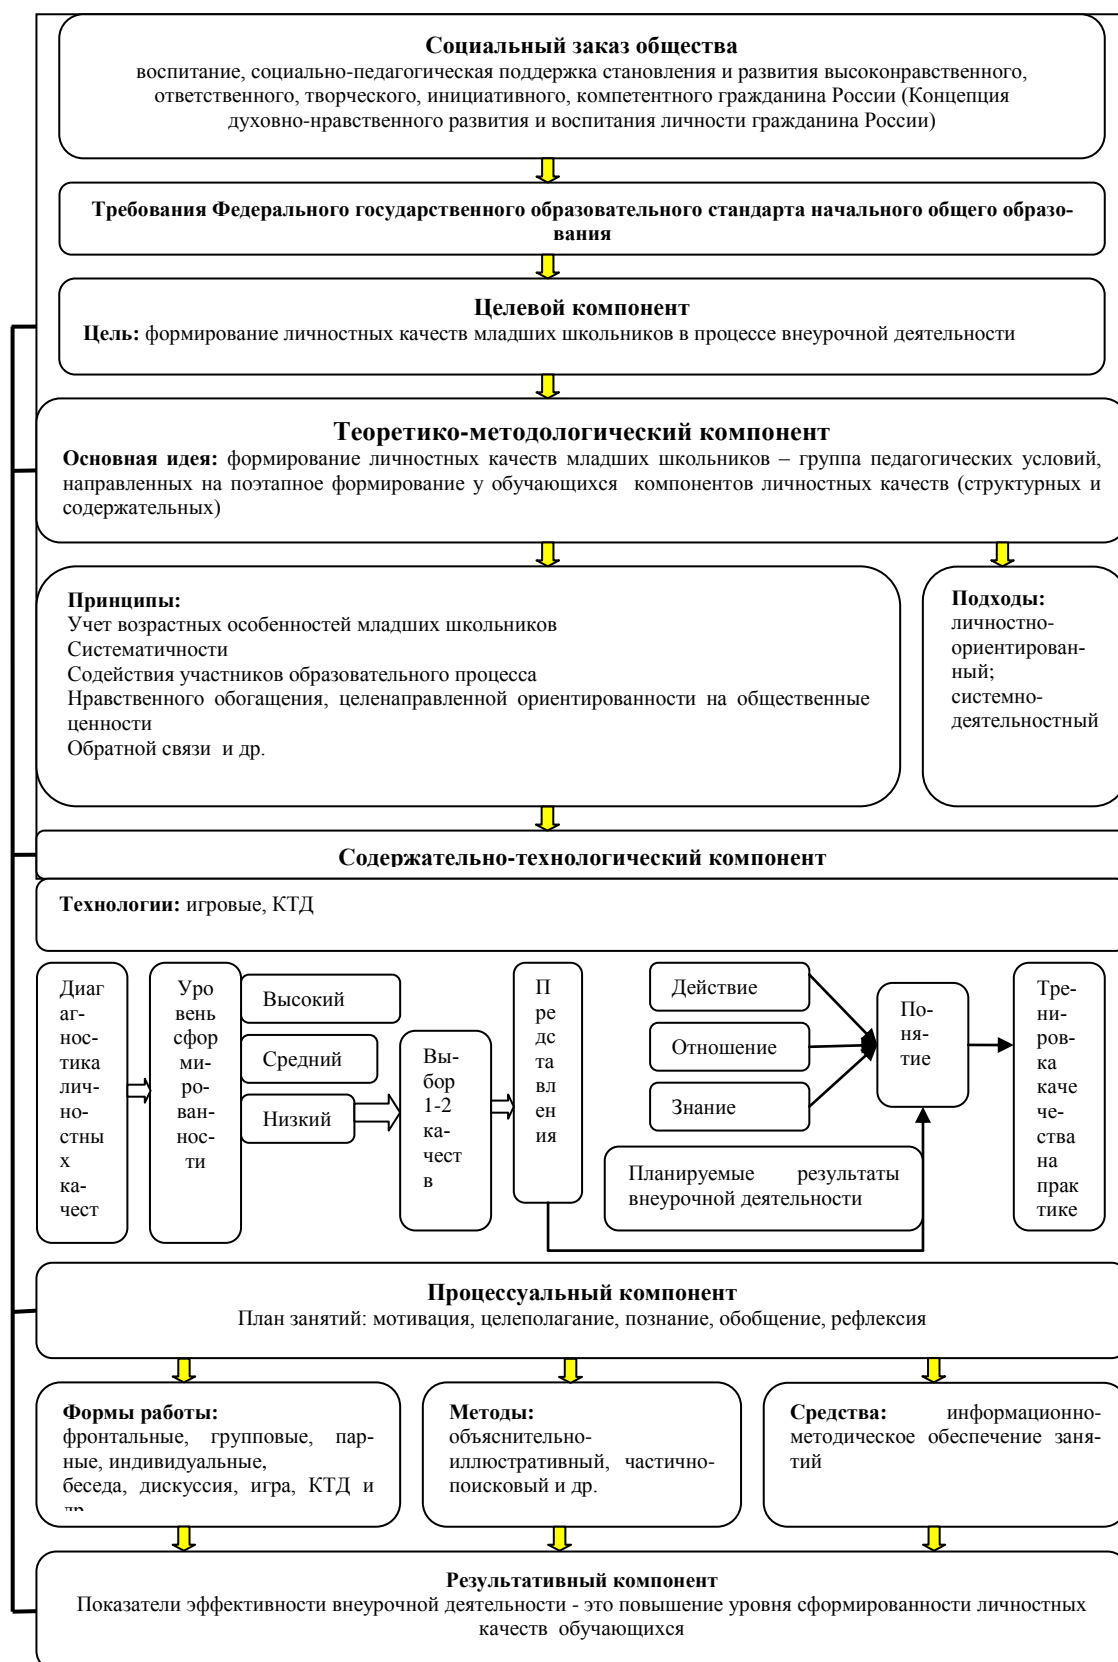 Социальный заказ общества
воспитание, социально-педагогическая поддержка становления и развития высоконравственного,
ответственного, творческого, инициативного, компетентного гражданина России (Концепция
духовно-нравственного развития и воспитания личности гражданина России)
Требования Федерального государственного образовательного стандарта начального общего образо-
вания
Целевой компонент
Цель: формирование личностных качеств младших школьников в процессе внеурочной деятельности
Теоретико-методологический компонент
Основная идея: формирование личностных качеств младших школьников – группа педагогических условий,
направленных на поэтапное формирование у обучающихся компонентов личностных качеств (структурных и
содержательных)
Принципы:
Учет возрастных особенностей младших школьников
Систематичности
Содействия участников образовательного процесса
Нравственного обогащения, целенаправленной ориентированности на общественные
ценности
Обратной связи и др.
Подходы:
личностно-
ориентирован-
ный;
системно-
деятельностный
Содержательно-технологический компонент
Технологии: игровые, КТД
Диаг
аг-
нос-
тика
лич-
но-
стны
х
ка-
чест
Уро
вень
сфор
ми-
ро-
ван-
нос-
ти
Высокий
Средний
Низкий
Вы-
бор
1-2
ка-
чест
в
П
ред
ста
вл
ени
ия
Действие
Отношение
Знание
Планируемые результаты
внеурочной деятельности
По-
ня-
тие
Тре-
ни-
ров-
ка
каче
че-
ства
на
прак
тике
Процессуальный компонент
План занятий: мотивация, целеполагание, познание, обобщение, рефлексия
Формы работы:
фронтальные, групповые, пар-
ные, индивидуальные,
беседа, дискуссия, игра, КТД и
др
Методы:
объяснительно-
иллюстративный, частично-
поисковый и др.
Средства: информационно-
методическое обеспечение заня-
тий
Результативный компонент
Показатели эффективности внеурочной деятельности - это повышение уровня сформированности личностных
качеств обучающихся